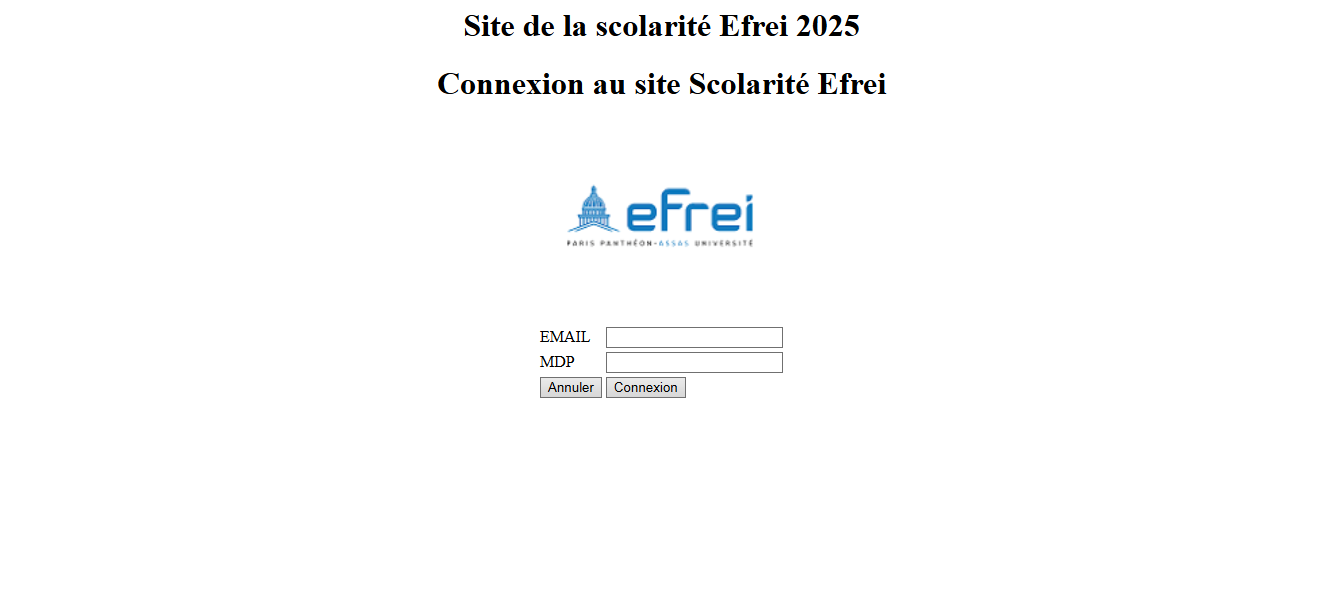 Site de la scolarité Efrei 2025
Connexion au site Scolarité Efrei
efrei
PARIS PANTHÉON-ASSAS UNIVERSITÉ
EMAIL
MDP
Annuler Connexion